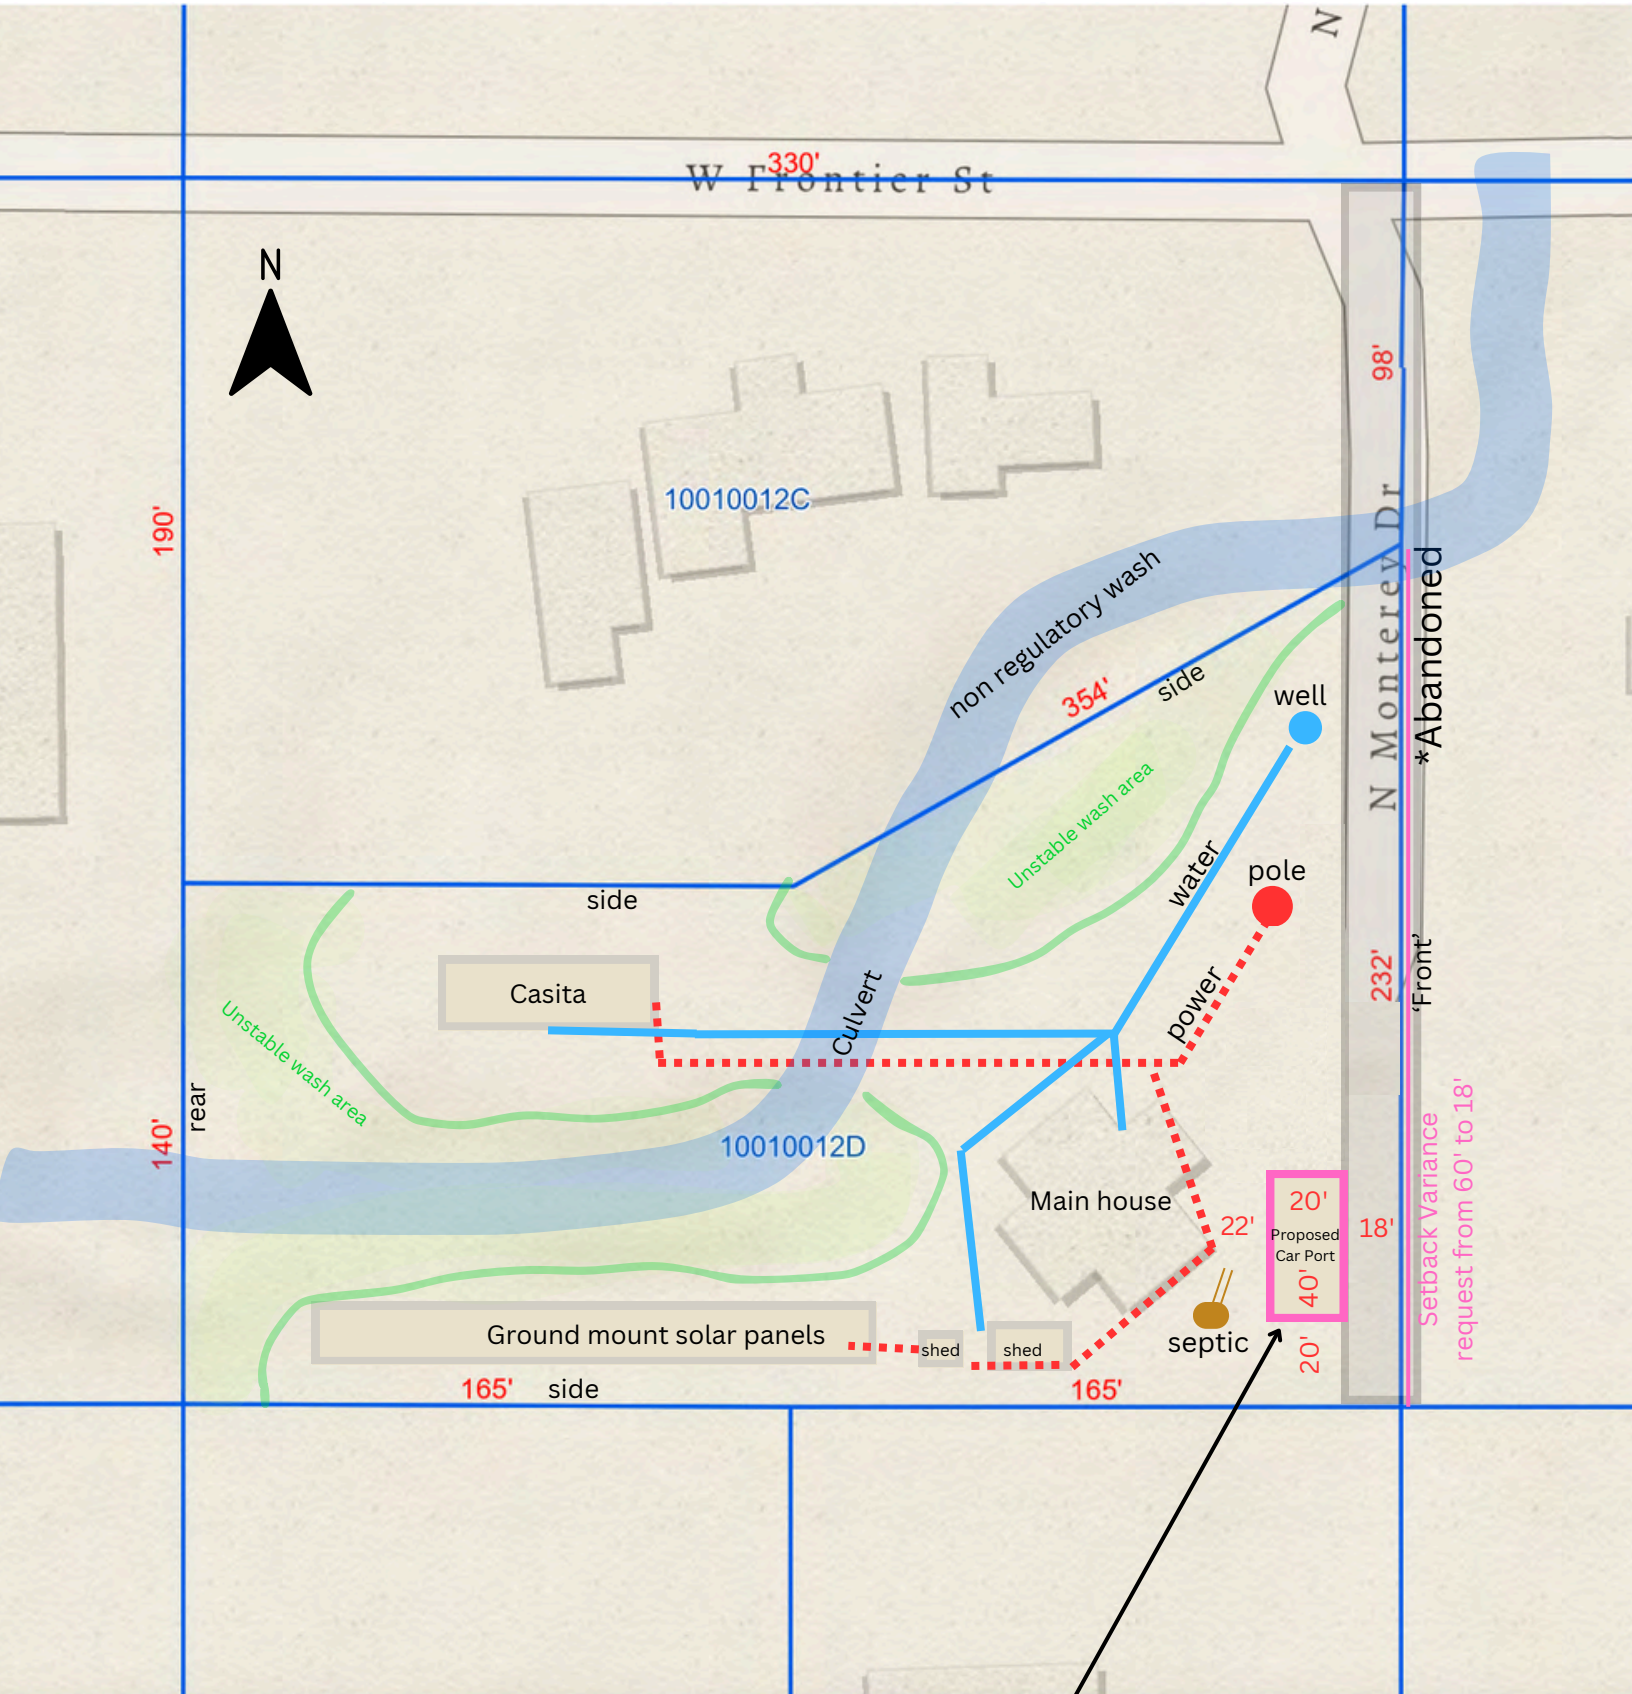 N
330'
W Frontier St
N
98'
10010012C
190'
N Monterey Dr
*Abandoned
non regulatory wash
354'
side
well
Unstable wash area
water
pole
side
232'
'Front'
Casita
Culvert
power
Unstable wash area
rear
140'
10010012D
Main house
22'
20'
Proposed
Car Port
40'
18'
Setback Variance
request from 60' to 18'
Ground mount solar panels
shed
shed
septic
20'
165'
side
165'